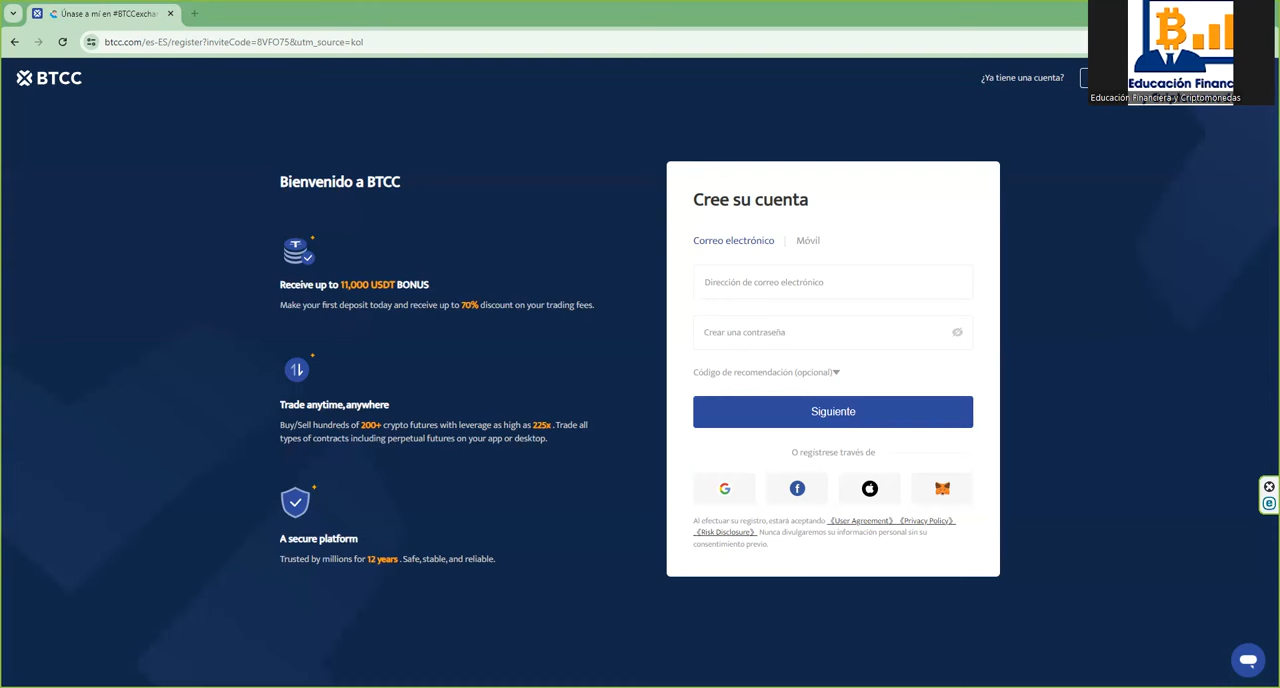 Únase a mí en #BTCCexchan
btcc.com/es-ES/register?inviteCode=8VFO75&utm_source=kol
BTCC
¿Ya tiene una cuenta?
Educación Financ
Educación Financiera y Criptomonedas
Bienvenido a BTCC
Receive up to 11,000 USDT BONUS
Make your first deposit today and receive up to 70% discount on your trading fees.
Trade anytime, anywhere
Buy/Sell hundreds of 200+ crypto futures with leverage as high as 225x . Trade all
types of contracts including perpetual futures on your app or desktop.
A secure platform
Trusted by millions for 12 years . Safe, stable, and reliable.
Cree su cuenta
Correo electrónico | Móvil
Dirección de correo electrónico
Crear una contraseña
Código de recomendación (opcional)
Siguiente
O regístrese través de
Al efectuar su registro, estará aceptando 《User Agreement》 《Privacy Policy》
《Risk Disclosure》 Nunca divulgaremos su información personal sin su
consentimiento previo.